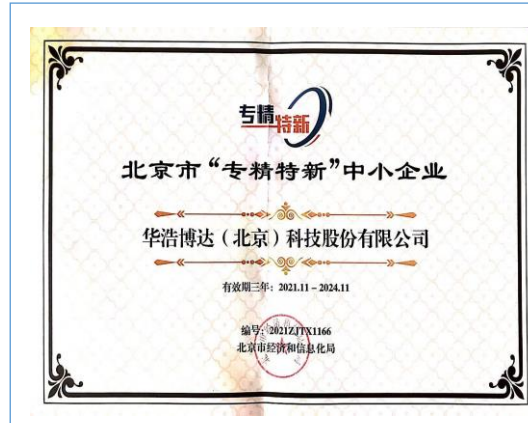 专精特新
北京市“专精特新”中小企业
华浩博达（北京）科技股份有限公司
有效期三年：2021.11－2024.11
编号：2021ZJTX1166
北京市经济和信息化局